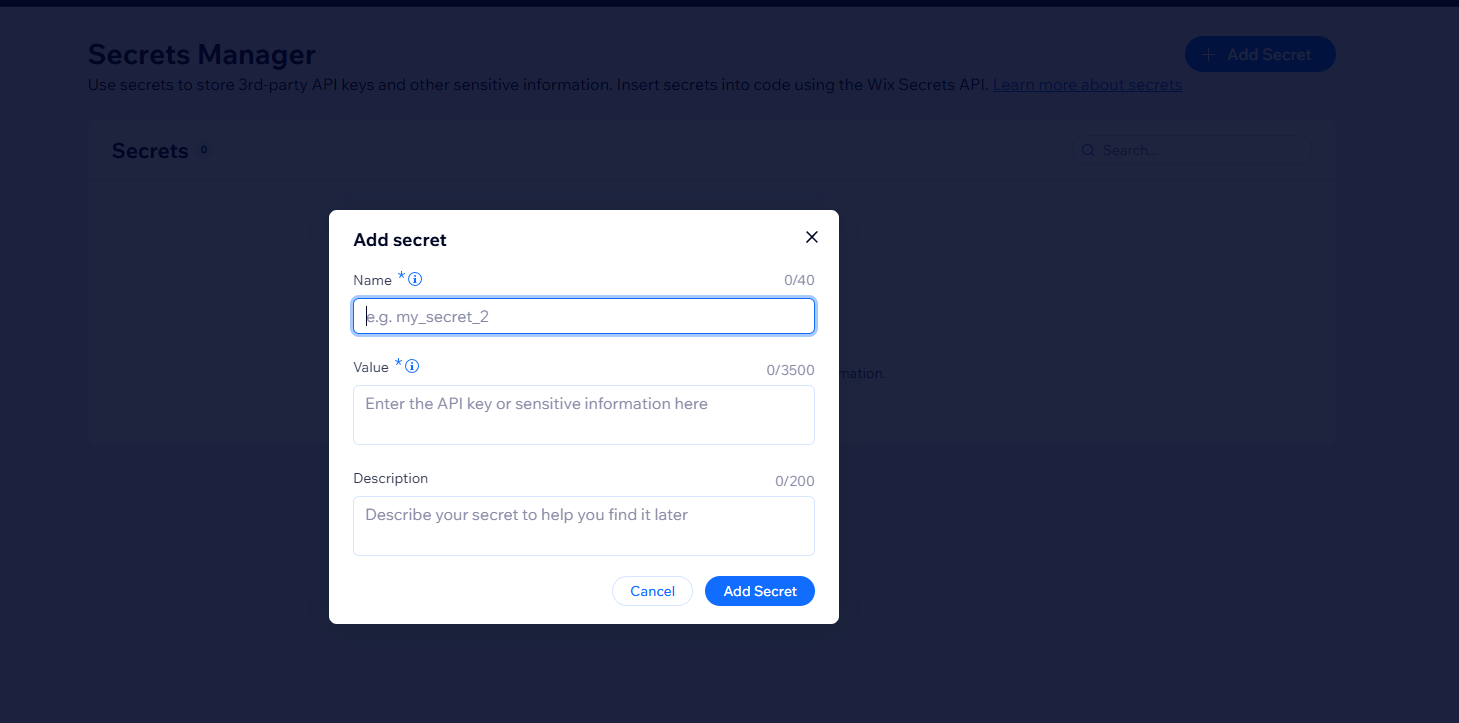 Secrets Manager
+ Add Secret
Use secrets to store 3rd-party API keys and other sensitive information. Insert secrets into code using the Wix Secrets API. Learn more about secrets
Secrets 0
Search...
Add secret
Name *
0/40
e.g. my_secret_2
Value *
0/3500
mation.
Enter the API key or sensitive information here
Description
0/200
Describe your secret to help you find it later
Cancel
Add Secret